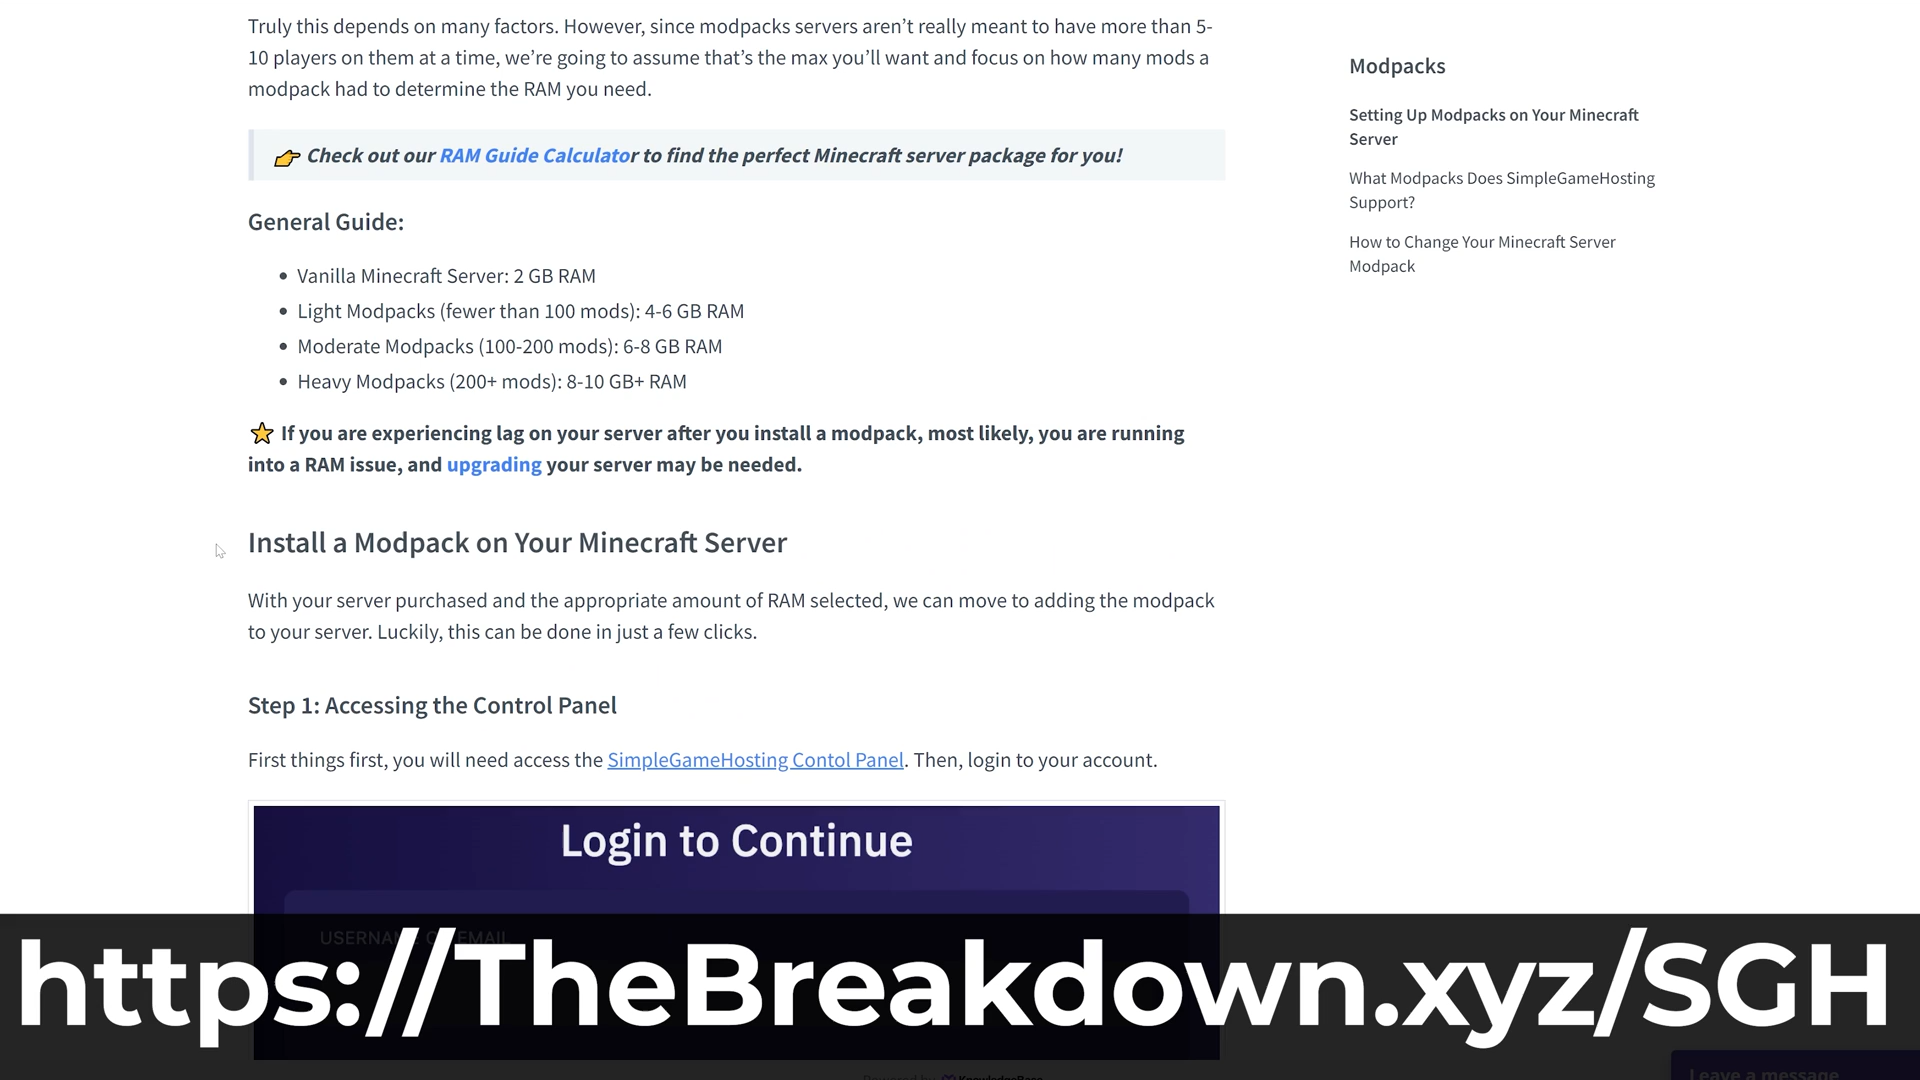 Truly this depends on many factors. However, since modpacks servers aren’t really meant to have more than 5-
10 players on them at a time, we’re going to assume that’s the max you’ll want and focus on how many mods a
modpack had to determine the RAM you need.
👉 Check out our RAM Guide Calculator to find the perfect Minecraft server package for you!
General Guide:
• Vanilla Minecraft Server: 2 GB RAM
• Light Modpacks (fewer than 100 mods): 4-6 GB RAM
• Moderate Modpacks (100-200 mods): 6-8 GB RAM
• Heavy Modpacks (200+ mods): 8-10 GB+ RAM
⭐ If you are experiencing lag on your server after you install a modpack, most likely, you are running
into a RAM issue, and upgrading your server may be needed.
Install a Modpack on Your Minecraft Server
With your server purchased and the appropriate amount of RAM selected, we can move to adding the modpack
to your server. Luckily, this can be done in just a few clicks.
Step 1: Accessing the Control Panel
First things first, you will need access the SimpleGameHosting Contol Panel. Then, login to your account.
Login to Continue
Modpacks
Setting Up Modpacks on Your Minecraft
Server
What Modpacks Does SimpleGameHosting
Support?
How to Change Your Minecraft Server
Modpack
https://TheBreakdown.xyz/SGH
Leave a message